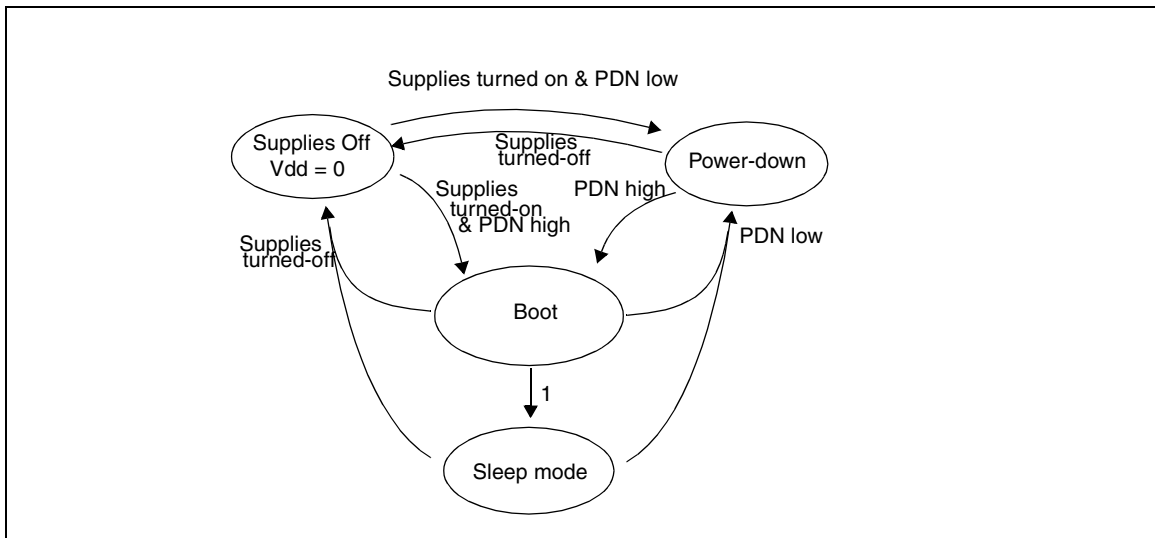 Supplies turned on & PDN low
Supplies Off
Vdd = 0
Supplies
turned-off
Power-down
Supplies
turned-on
& PDN high
PDN high
Supplies
turned-off
PDN low
Boot
1
Sleep mode